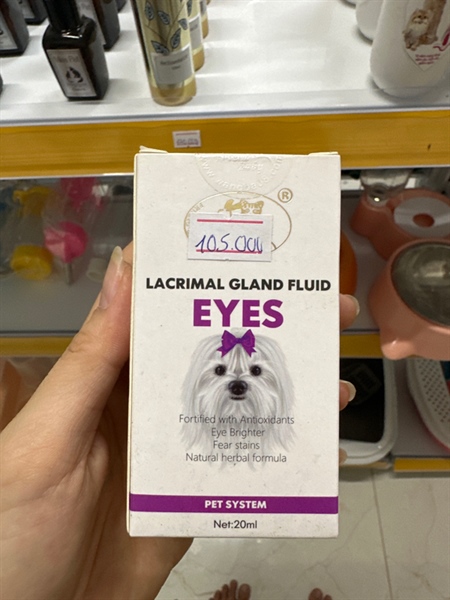 ®
105.000
LACRIMAL GLAND FLUID
EYES
Fortified with Antioxidants
Eye Brighter
Fear stains
Natural herbal formula
PET SYSTEM
Net:20ml